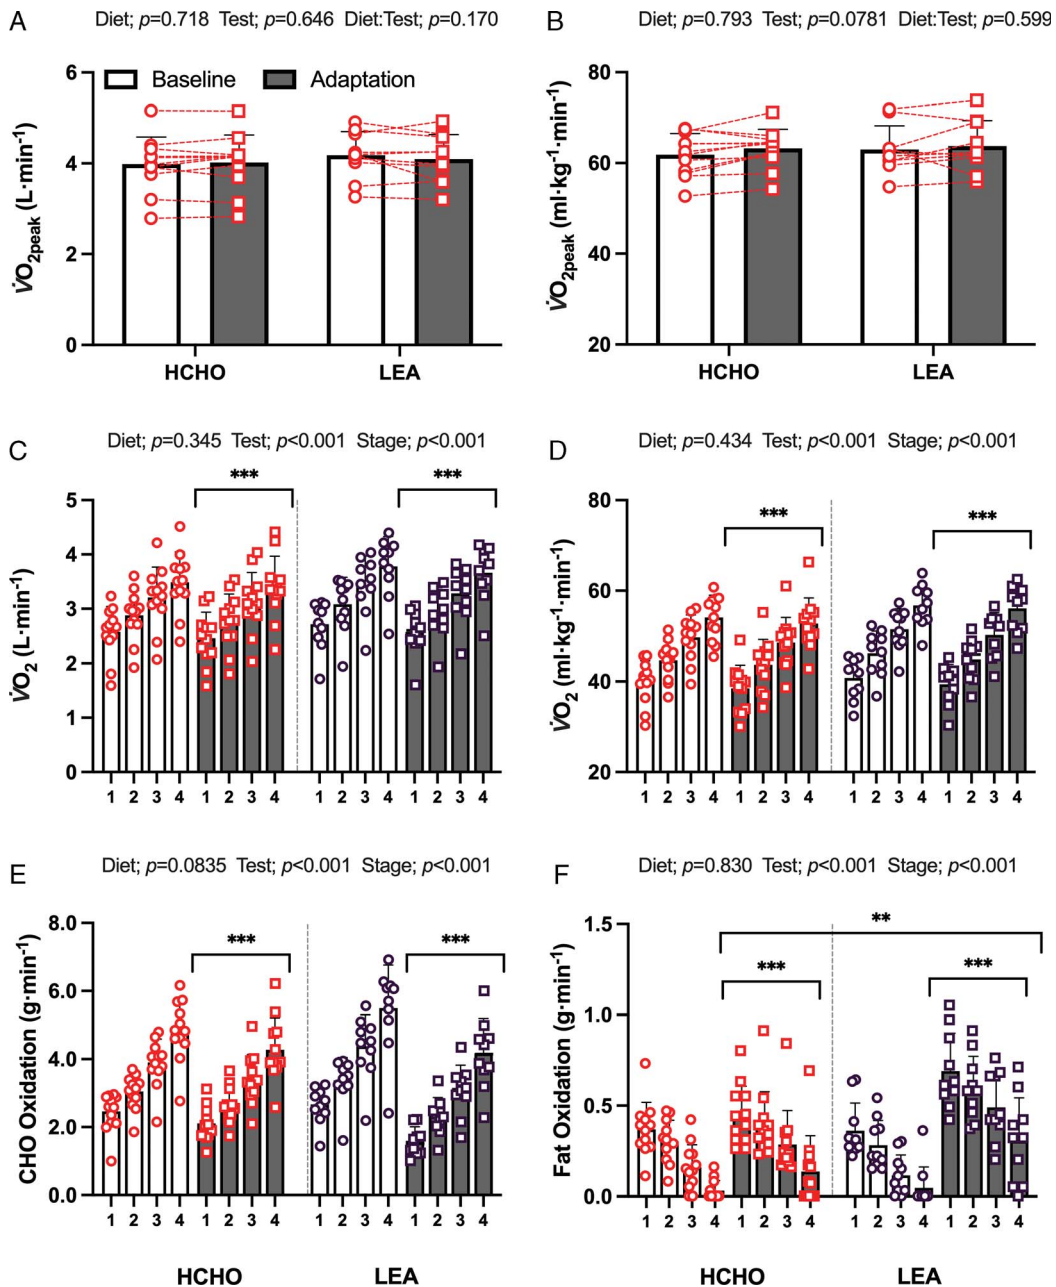 A
Diet; p=0.718 Test; p=0.646 Diet:Test; p=0.170
6
4
2
0
V̇O2peak (L·min-1)
Baseline
Adaptation
HCHO
LEA
B
Diet; p=0.793 Test; p=0.0781 Diet:Test; p=0.599
80
60
40
20
V̇O2peak (ml·kg-1·min-1)
HCHO
LEA
C
Diet; p=0.345 Test; p<0.001 Stage; p<0.001
***
***
5
4
3
2
1
0
V̇O2 (L·min-1)
1 2 3 4 1 2 3 4 1 2 3 4 1 2 3 4
D
Diet; p=0.434 Test; p<0.001 Stage; p<0.001
***
***
80
60
40
20
V̇O2 (ml·kg-1·min-1)
1 2 3 4 1 2 3 4 1 2 3 4 1 2 3 4
E
Diet; p=0.0835 Test; p<0.001 Stage; p<0.001
***
***
8.0
6.0
4.0
2.0
0.0
CHO Oxidation (g·min-1)
1 2 3 4 1 2 3 4 1 2 3 4 1 2 3 4
HCHO
LEA
F
Diet; p=0.830 Test; p<0.001 Stage; p<0.001
**
***
***
1.5
1.0
0.5
0.0
Fat Oxidation (g·min-1)
1 2 3 4 1 2 3 4 1 2 3 4 1 2 3 4
HCHO
LEA